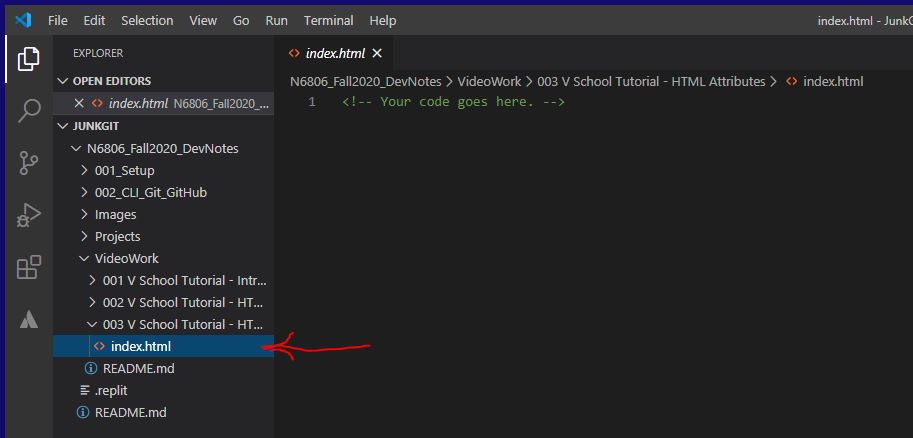 File Edit Selection View Go Run Terminal Help index.html - JunkG
EXPLORER
OPEN EDITORS
index.html N6806_Fall2020_...
JUNKGIT
N6806_Fall2020_DevNotes
001_Setup
002_CLI_Git_GitHub
Images
Projects
VideoWork
001 V School Tutorial - Intr...
002 V School Tutorial - HT...
003 V School Tutorial - HT...
index.html
README.md
.replit
README.md
index.html
N6806_Fall2020_DevNotes > VideoWork > 003 V School Tutorial - HTML Attributes > index.html
1 <!-- Your code goes here. -->